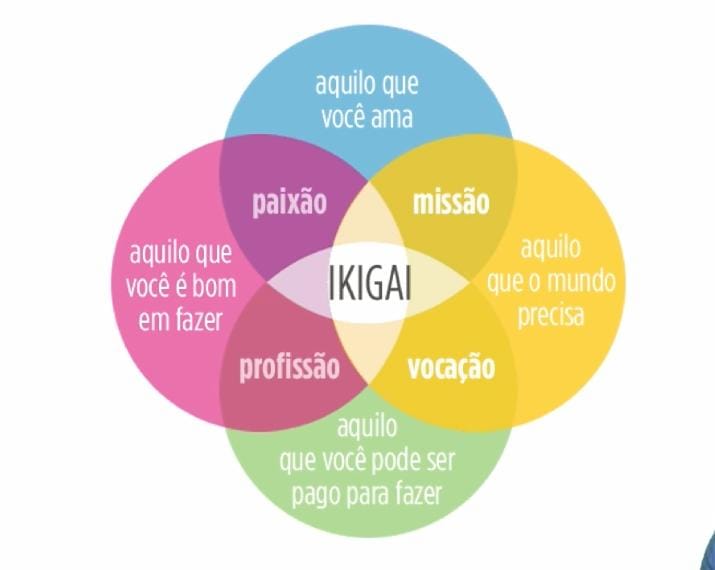 aquilo que
você ama
paixão
missão
aquilo que
você é bom
em fazer
IKIGAI
aquilo
que o mundo
precisa
profissão
vocação
aquilo
que você pode ser
pago para fazer